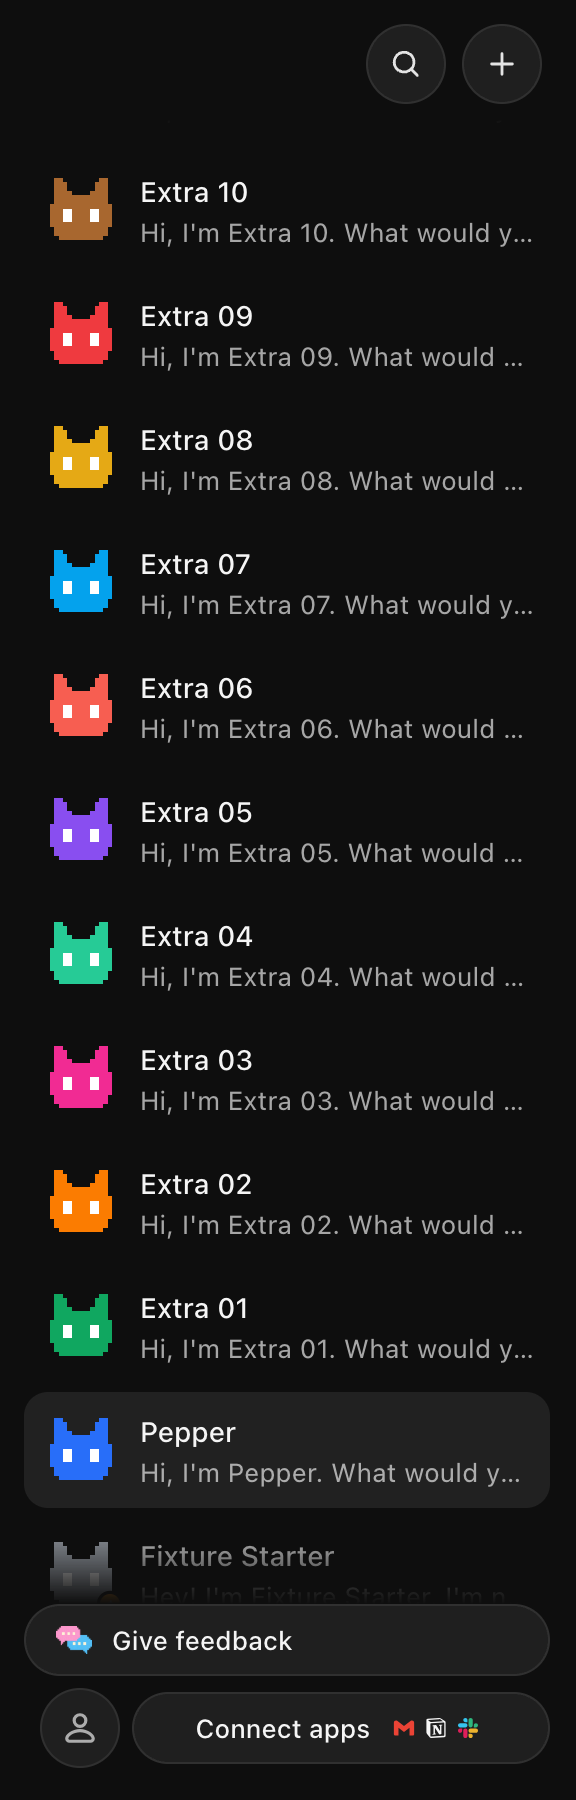 Extra 10
Hi, I'm Extra 10. What would y...
Extra 09
Hi, I'm Extra 09. What would ...
Extra 08
Hi, I'm Extra 08. What would ...
Extra 07
Hi, I'm Extra 07. What would y...
Extra 06
Hi, I'm Extra 06. What would ...
Extra 05
Hi, I'm Extra 05. What would ...
Extra 04
Hi, I'm Extra 04. What would ...
Extra 03
Hi, I'm Extra 03. What would ...
Extra 02
Hi, I'm Extra 02. What would ...
Extra 01
Hi, I'm Extra 01. What would y...
Pepper
Hi, I'm Pepper. What would y...
Fixture Starter
Hey! I'm Fixture Starter. I'm n
Give feedback
Connect apps